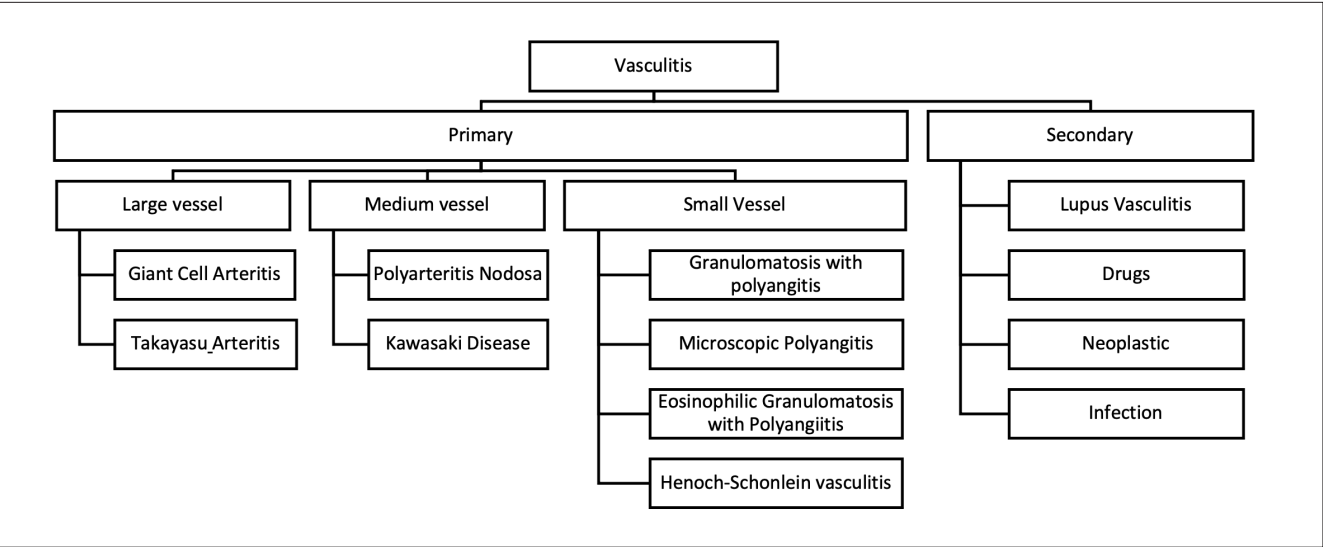 Vasculitis
Primary
Secondary
Large vessel
Medium vessel
Small Vessel
Lupus Vasculitis
Giant Cell Arteritis
Polyarteritis Nodosa
Granulomatosis with
polyangitis
Drugs
Takayasu_Arteritis
Kawasaki Disease
Microscopic Polyangitis
Neoplastic
Eosinophilic Granulomatosis
with Polyangiitis
Infection
Henoch-Schonlein vasculitis